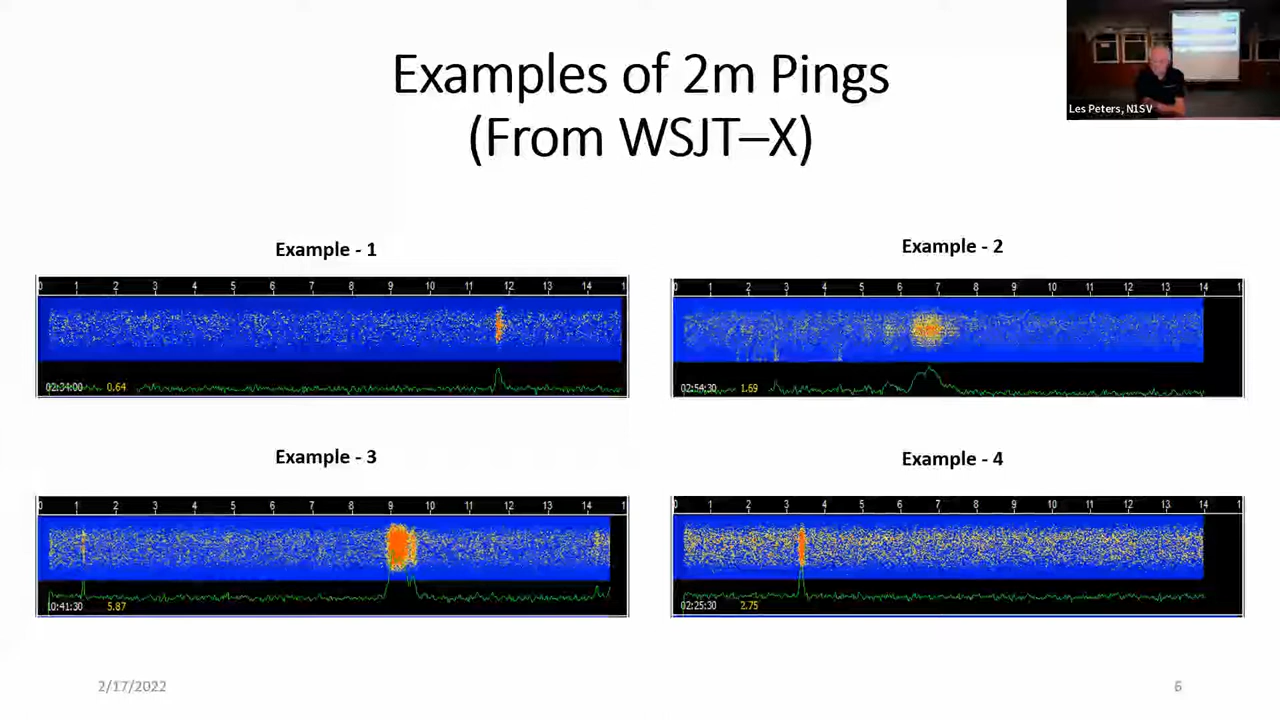 Examples of 2m Pings
(From WSJT–X)
Les Peters, N1SV
Example - 1
0 1 2 3 4 5 6 7 8 9 10 11 12 13 14 1
02:34:00 0.64
Example - 2
0 1 2 3 4 5 6 7 8 9 10 11 12 13 14 1
02:54:30 1.69
Example - 3
0 1 2 3 4 5 6 7 8 9 10 11 12 13 14 1
10:41:30 5.87
Example - 4
0 1 2 3 4 5 6 7 8 9 10 11 12 13 14 1
02:25:30 2.75
2/17/2022